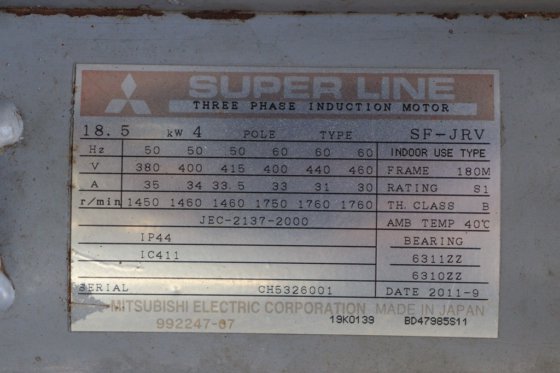 SUPER LINE
THREE PHASE INDUCTION MOTOR
18.5 kW 4 POLE TYPE SF-JRV
Hz 50 50 50 60 60 60 INDOOR USE TYPE
V 380 400 415 400 440 460 FRAME 180M
A 35 34 33.5 33 31 30 RATING S1
r/min 1450 1460 1460 1750 1760 1760 TH. CLASS B
JEC-2137-2000 AMB TEMP 40℃
IP44 BEARING
IC411 6311ZZ
6310ZZ
SERIAL CH5326001 DATE 2011-9
MITSUBISHI ELECTRIC CORPORATION MADE IN JAPAN
992247-07 19K0139 BD47985S11